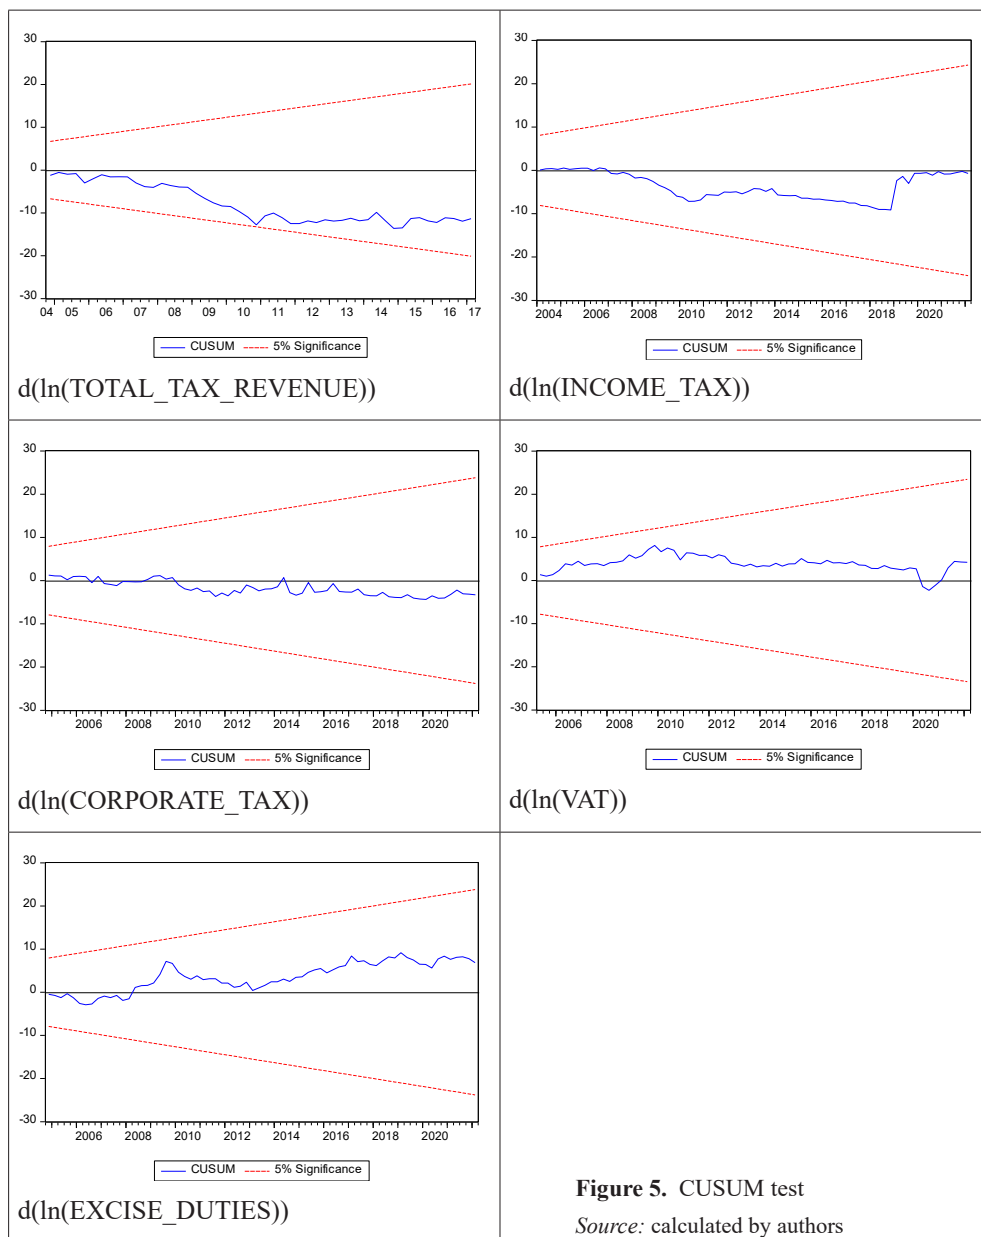 30
20
10
0
-10
-20
-30
04 05 06 07 08 09 10 11 12 13 14 15 16 17
CUSUM 5% Significance
d(ln(TOTAL_TAX_REVENUE))
30
20
10
0
-10
-20
-30
2004 2006 2008 2010 2012 2014 2016 2018 2020
CUSUM 5% Significance
d(ln(INCOME_TAX))
30
20
10
0
-10
-20
-30
2006 2008 2010 2012 2014 2016 2018 2020
CUSUM 5% Significance
d(ln(CORPORATE_TAX))
30
20
10
0
-10
-20
-30
2006 2008 2010 2012 2014 2016 2018 2020
CUSUM 5% Significance
d(ln(VAT))
30
20
10
0
-10
-20
-30
2006 2008 2010 2012 2014 2016 2018 2020
CUSUM 5% Significance
d(ln(EXCISE_DUTIES))
Figure 5. CUSUM test
Source: calculated by authors